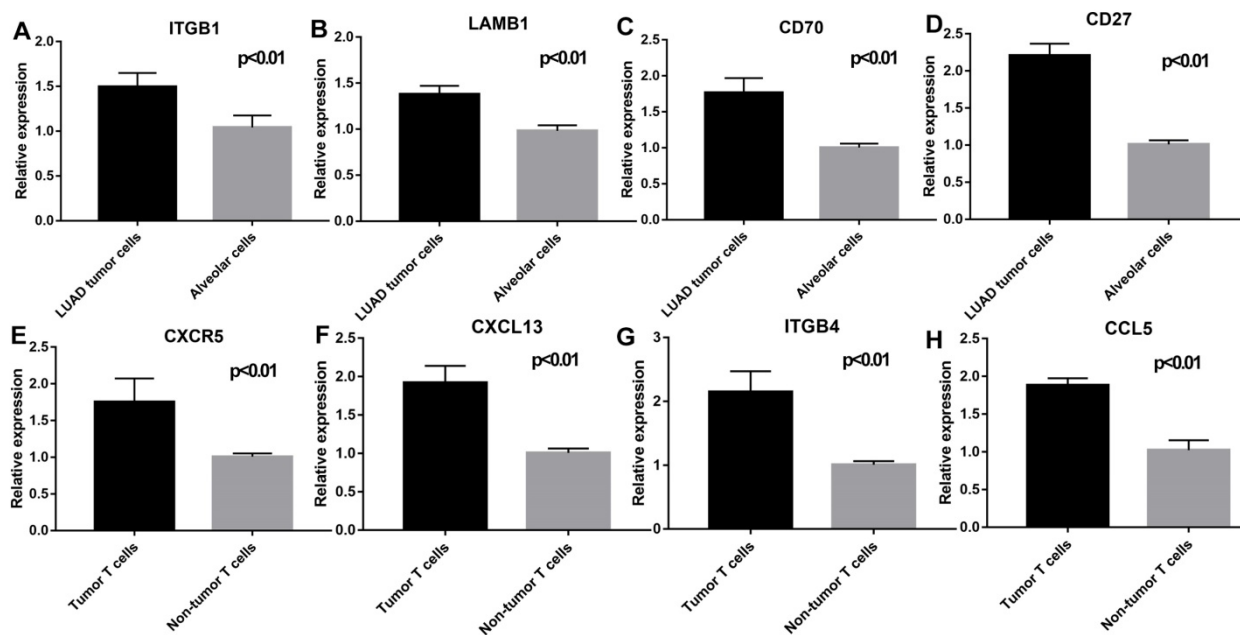 A
ITGB1
Relative expression
2.0
1.5
1.0
0.5
0.0
p<0.01
LUAD tumor cells
Alveolar cells
B
LAMB1
Relative expression
2.0
1.5
1.0
0.5
0.0
p<0.01
LUAD tumor cells
Alveolar cells
C
CD70
Relative expression
2.5
2.0
1.5
1.0
0.5
0.0
p<0.01
LUAD tumor cells
Alveolar cells
D
CD27
Relative expression
2.5
2.0
1.5
1.0
0.5
0.0
p<0.01
LUAD tumor cells
Alveolar cells
E
CXCR5
Relative expression
2.5
2.0
1.5
1.0
0.5
0.0
p<0.01
Tumor T cells
Non-tumor T cells
F
CXCL13
Relative expression
2.5
2.0
1.5
1.0
0.5
0.0
p<0.01
Tumor T cells
Non-tumor T cells
G
ITGB4
Relative expression
3
2
1
0
p<0.01
Tumor T cells
Non-tumor T cells
H
CCL5
Relative expression
2.5
2.0
1.5
1.0
0.5
0.0
p<0.01
Tumor T cells
Non-tumor T cells